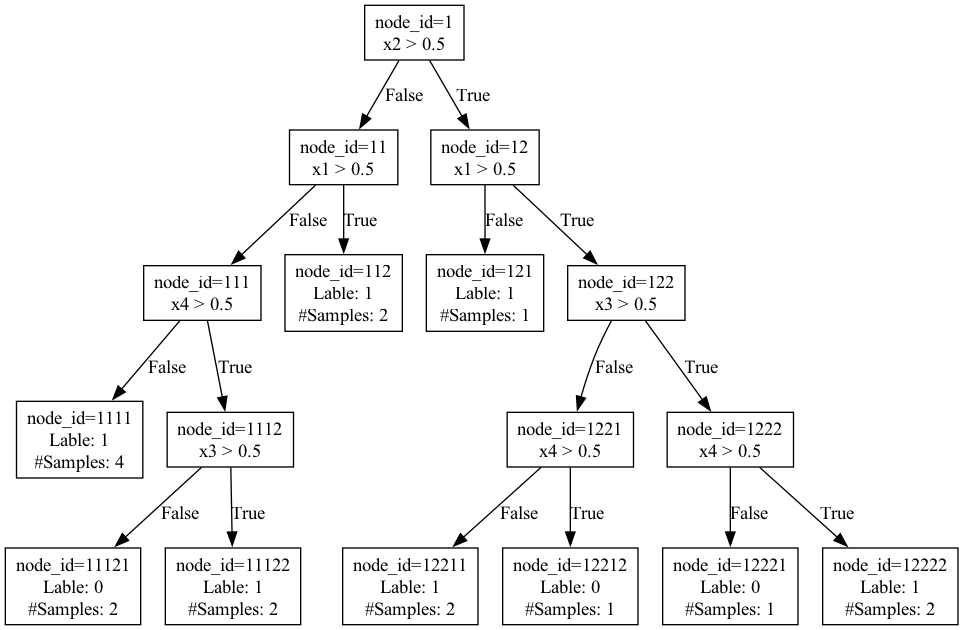 node_id=1
x2 > 0.5
False
True
node_id=11
x1 > 0.5
node_id=12
x1 > 0.5
False
True
False
True
node_id=111
x4 > 0.5
node_id=112
Lable: 1
#Samples: 2
node_id=121
Lable: 1
#Samples: 1
node_id=122
x3 > 0.5
False
True
False
True
node_id=1111
Lable: 1
#Samples: 4
node_id=1112
x3 > 0.5
node_id=1221
x4 > 0.5
node_id=1222
x4 > 0.5
False
True
False
True
False
True
node_id=11121
Lable: 0
#Samples: 2
node_id=11122
Lable: 1
#Samples: 2
node_id=12211
Lable: 1
#Samples: 2
node_id=12212
Lable: 0
#Samples: 1
node_id=12221
Lable: 0
#Samples: 1
node_id=12222
Lable: 1
#Samples: 2